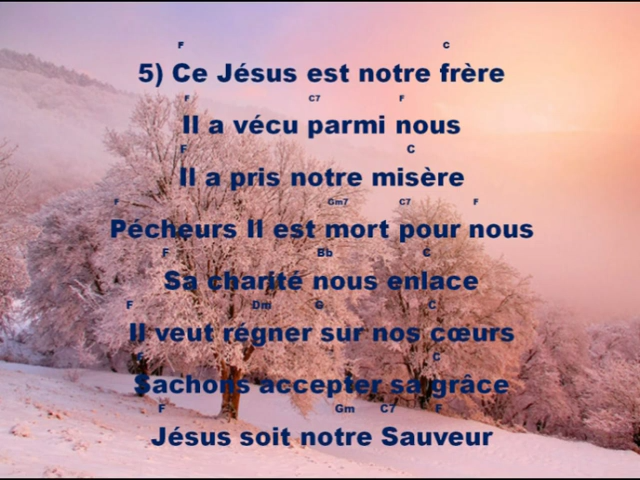 F C
5) Ce Jésus est notre frère
F C7 F
Il a vécu parmi nous
F C
Il a pris notre misère
F Gm7 C7 F
Pécheurs Il est mort pour nous
F Bb C
Sa charité nous enlace
F Dm G C
Il veut régner sur nos cœurs
F C
Sachons accepter sa grâce
F Gm C7 F
Jésus soit notre Sauveur